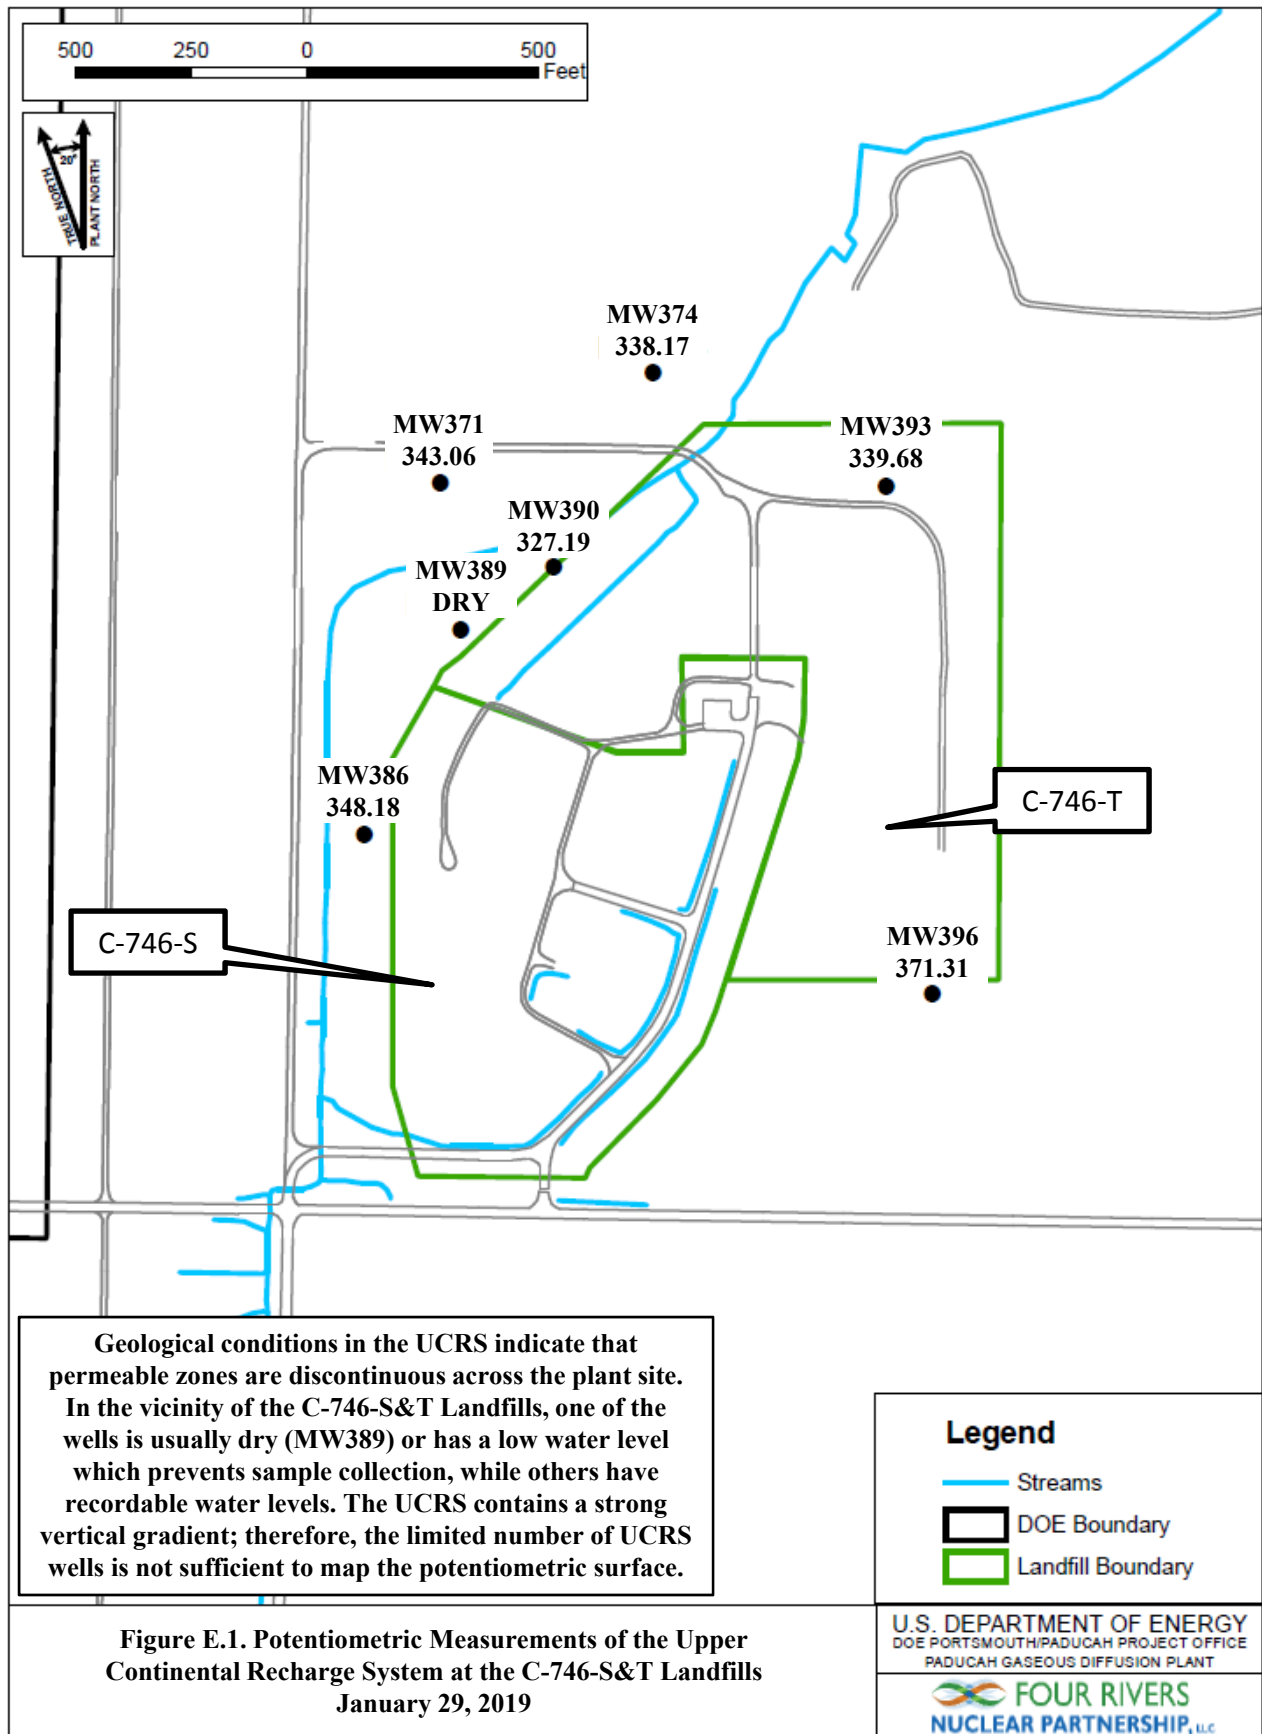 500 250 0 500
Feet
20°
TRUE NORTH
PLANT NORTH
MW374
338.17
MW371
343.06
MW393
339.68
MW390
327.19
MW389
DRY
MW386
348.18
C-746-T
C-746-S
MW396
371.31
Geological conditions in the UCRS indicate that
permeable zones are discontinuous across the plant site.
In the vicinity of the C-746-S&T Landfills, one of the
wells is usually dry (MW389) or has a low water level
which prevents sample collection, while others have
recordable water levels. The UCRS contains a strong
vertical gradient; therefore, the limited number of UCRS
wells is not sufficient to map the potentiometric surface.
Legend
Streams
DOE Boundary
Landfill Boundary
Figure E.1. Potentiometric Measurements of the Upper
Continental Recharge System at the C-746-S&T Landfills
January 29, 2019
U.S. DEPARTMENT OF ENERGY
DOE PORTSMOUTH/PADUCAH PROJECT OFFICE
PADUCAH GASEOUS DIFFUSION PLANT
FOUR RIVERS
NUCLEAR PARTNERSHIP, LLC